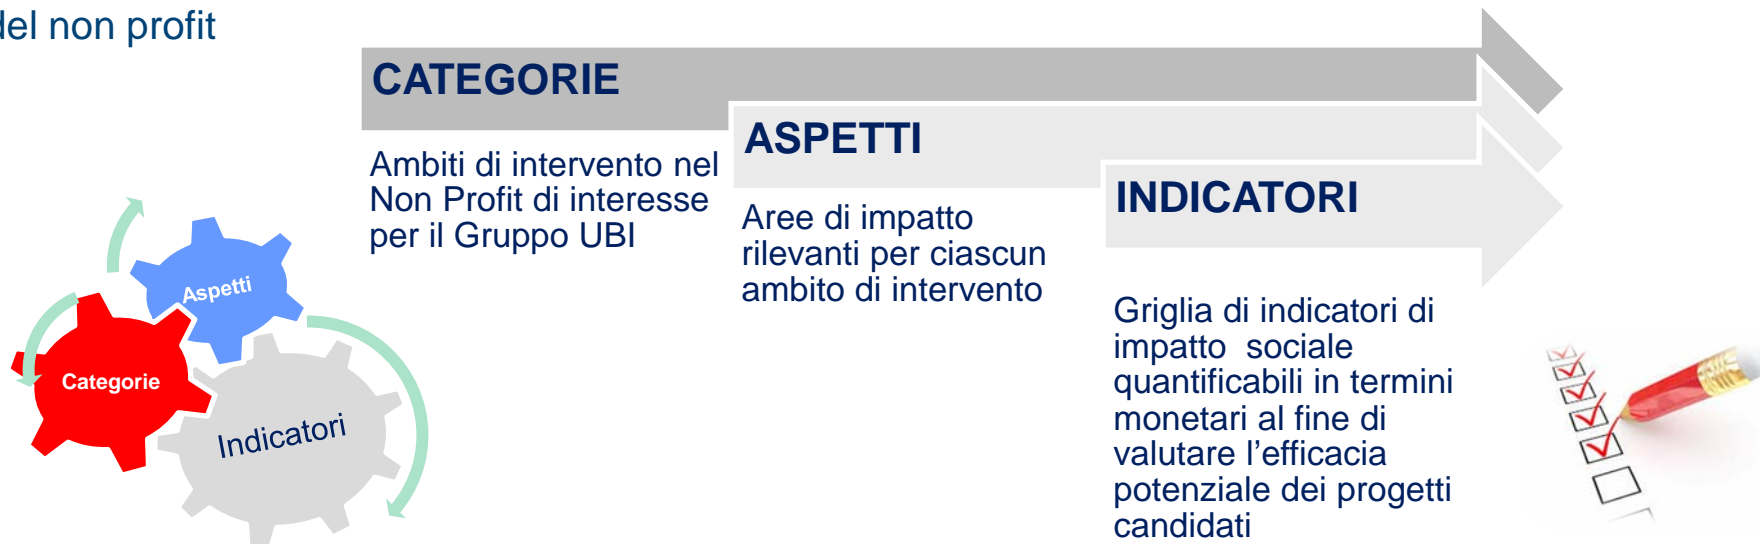 del non profit
CATEGORIE
Ambiti di intervento nel
Non Profit di interesse
per il Gruppo UBI
ASPETTI
Aree di impatto
rilevanti per ciascun
ambito di intervento
INDICATORI
Griglia di indicatori di
impatto sociale
quantificabili in termini
monetari al fine di
valutare l’efficacia
potenziale dei progetti
candidati
Aspetti
Categorie
Indicatori